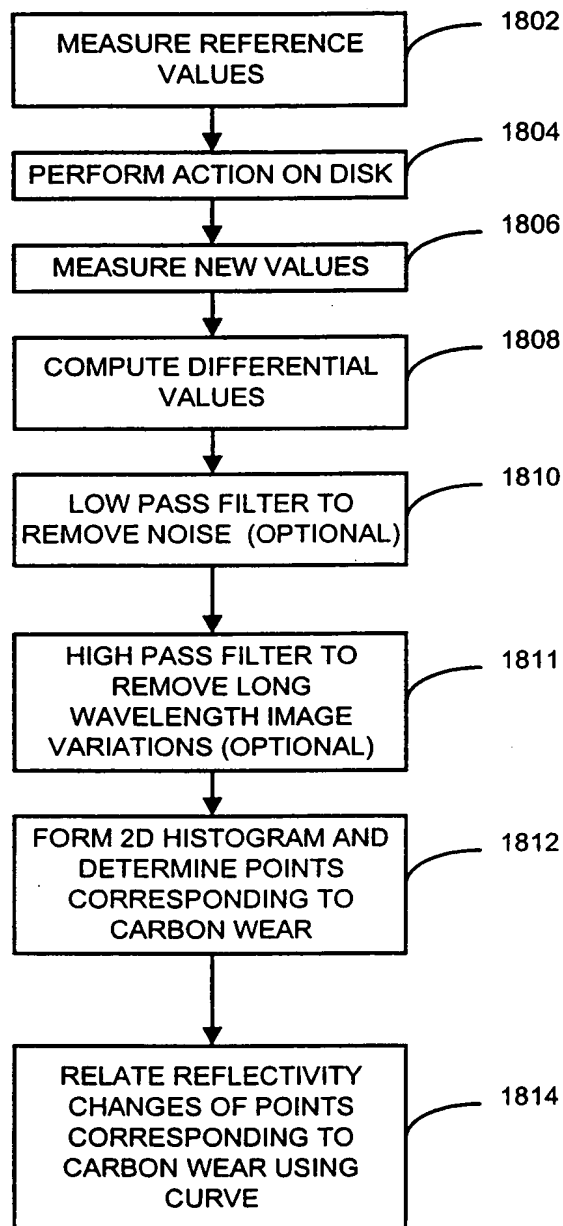 MEASURE REFERENCE
VALUES
1802
PERFORM ACTION ON DISK
1804
MEASURE NEW VALUES
1806
COMPUTE DIFFERENTIAL
VALUES
1808
LOW PASS FILTER TO
REMOVE NOISE (OPTIONAL)
1810
HIGH PASS FILTER TO
REMOVE LONG
WAVELENGTH IMAGE
VARIATIONS (OPTIONAL)
1811
FORM 2D HISTOGRAM AND
DETERMINE POINTS
CORRESPONDING TO
CARBON WEAR
1812
RELATE REFLECTIVITY
CHANGES OF POINTS
CORRESPONDING TO
CARBON WEAR USING
CURVE
1814